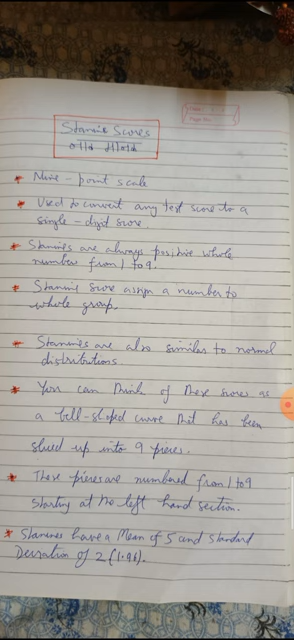 Stanine Scores
* Nine - point scale
* Used to convert any test score to a
single - digit score.
* Stanines are always positive whole
number from 1 to 9.
* Stanine score assign a number to
whole group.
* Stanines are also similar to normal
distributions.
* You can think of these scores as
a bell-shaped curve that has been
sliced up into 9 pieces.
* These pieces are numbered from 1 to 9
starting at the left hand section.
* Stanines have a Mean of 5 and standard
Deviation of 2 (1.96).